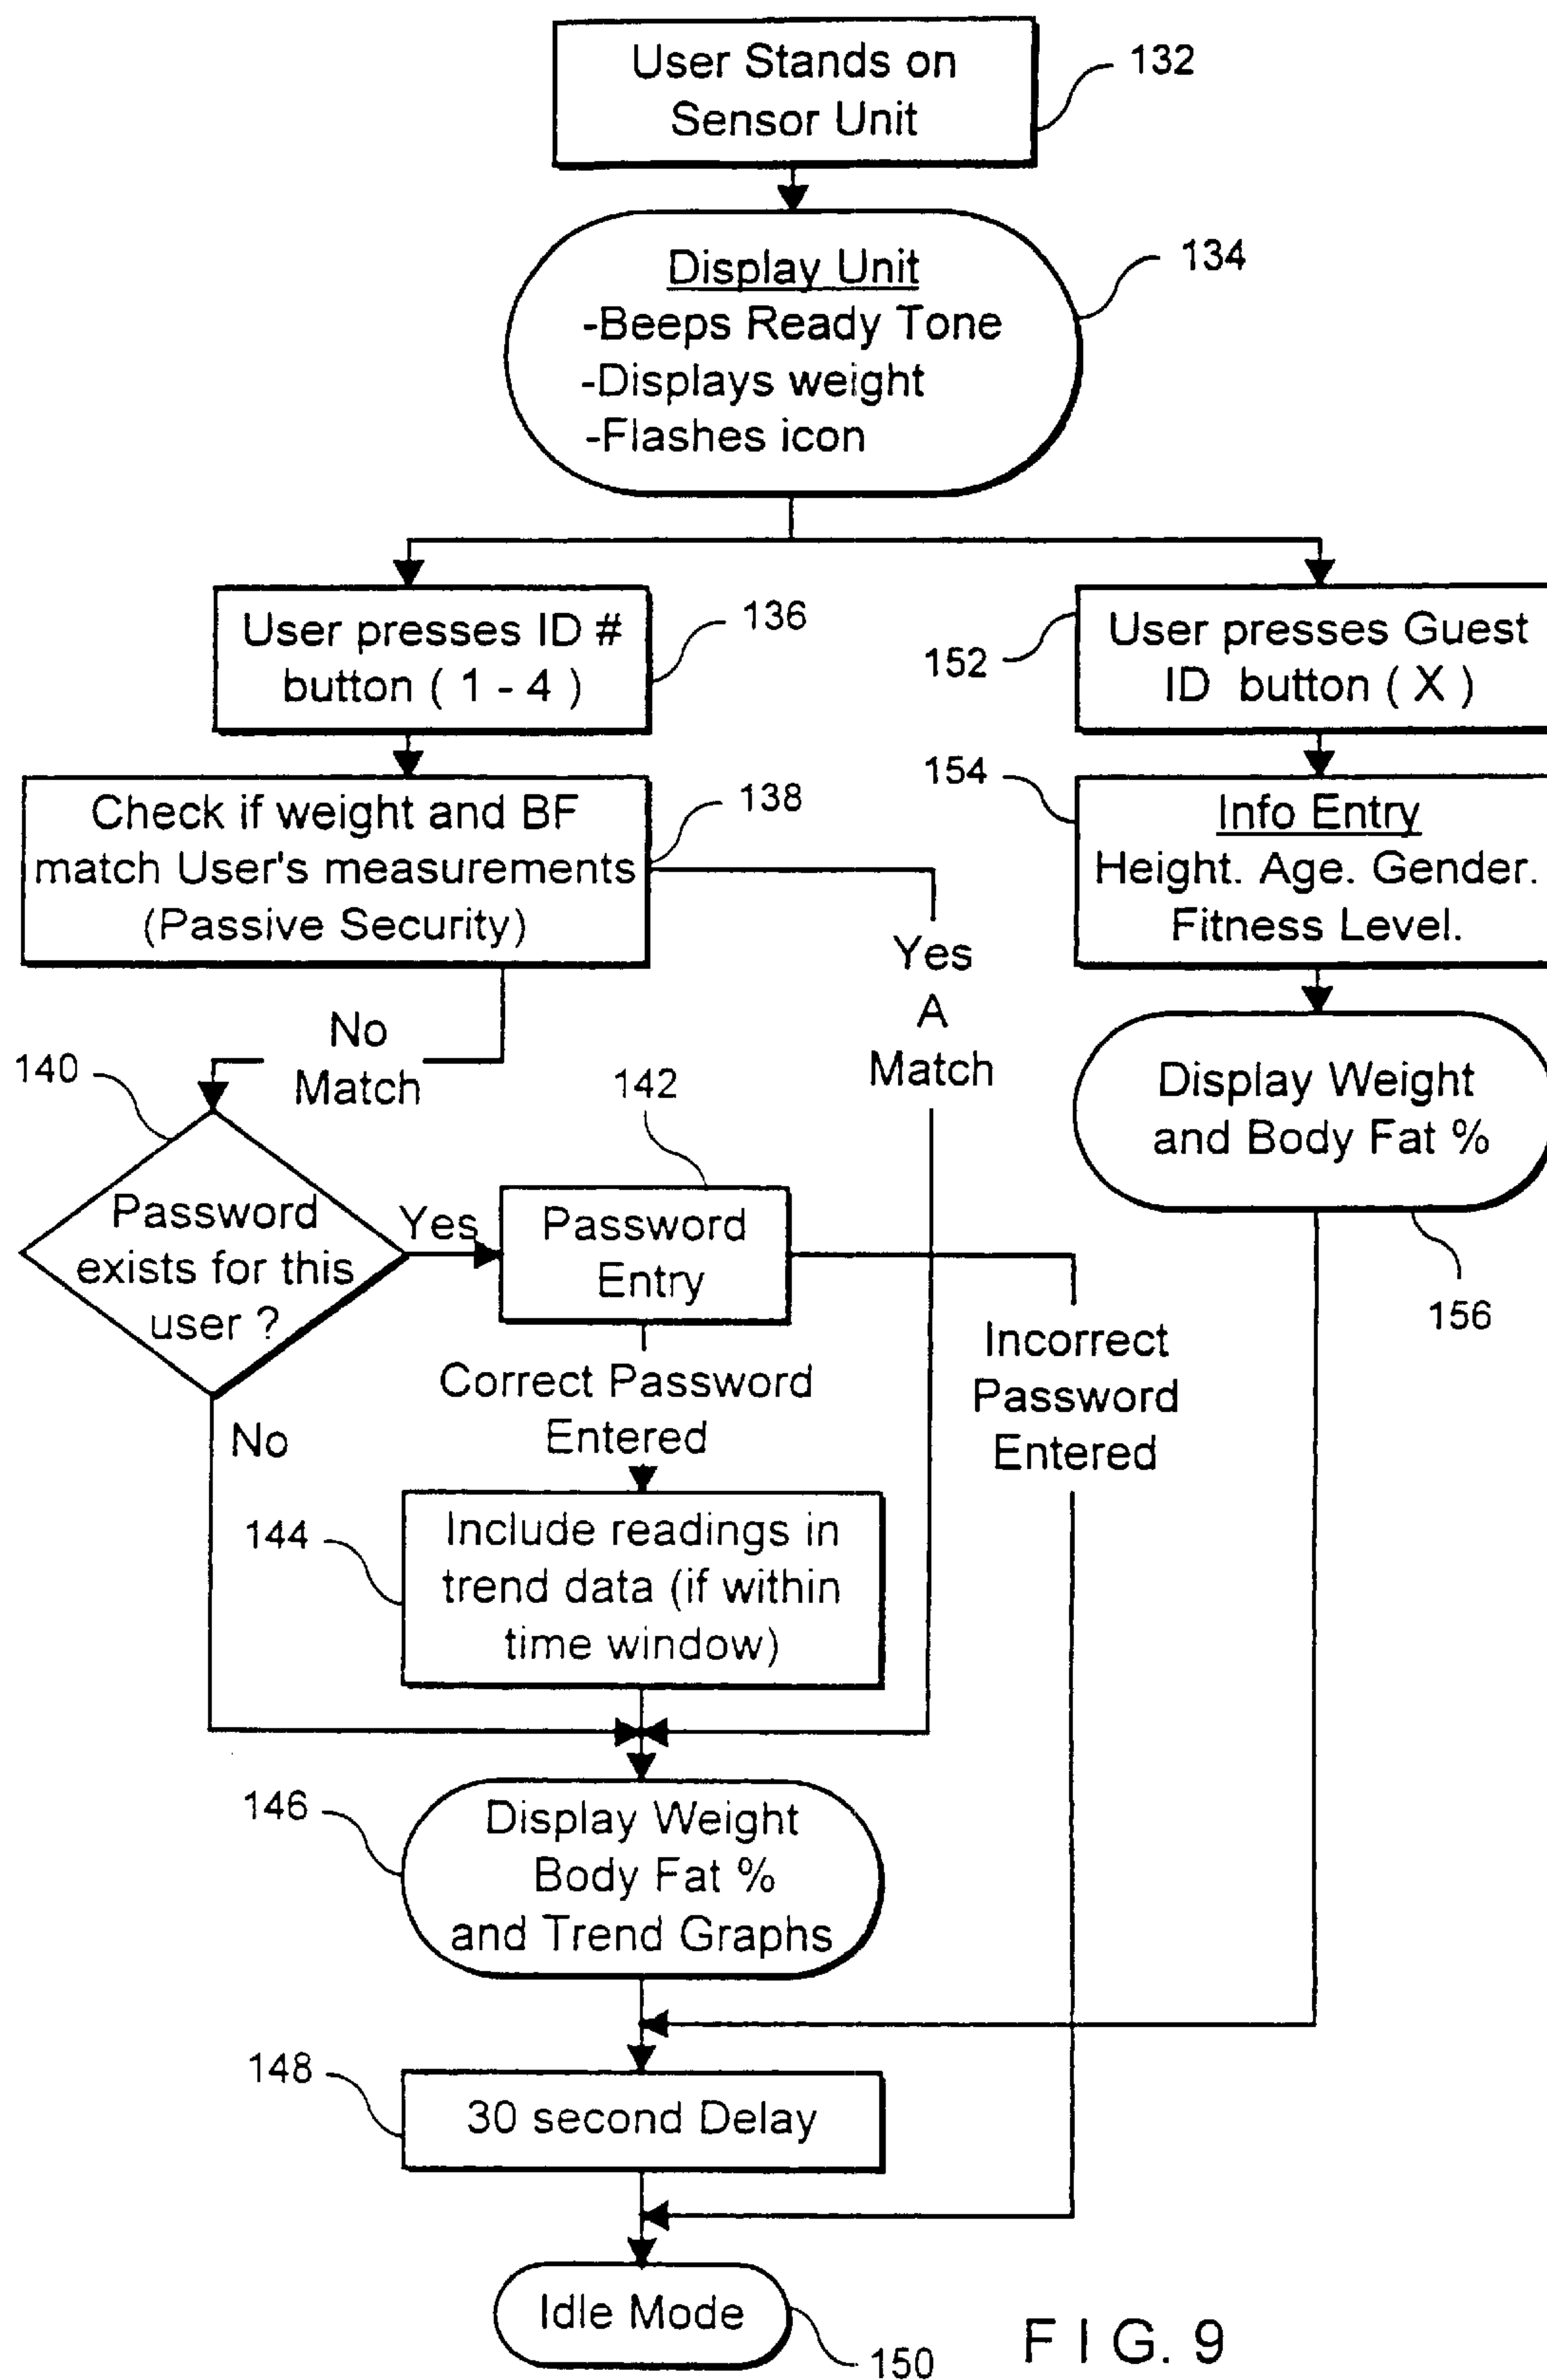 User Stands on
Sensor Unit
132
Display Unit
-Beeps Ready Tone
-Displays weight
-Flashes icon
134
User presses ID #
button ( 1 - 4 )
136
152
User presses Guest
ID button ( X )
Check if weight and BF
match User's measurements
(Passive Security)
138
154
Info Entry
Height. Age. Gender.
Fitness Level.
Yes
A
Match
No
Match
140
142
Display Weight
and Body Fat %
156
Password
exists for this
user ?
Yes
Password
Entry
Incorrect
Password
Entered
Correct Password
Entered
No
144
Include readings in
trend data (if within
time window)
146
Display Weight
Body Fat %
and Trend Graphs
148
30 second Delay
Idle Mode
150
FIG. 9